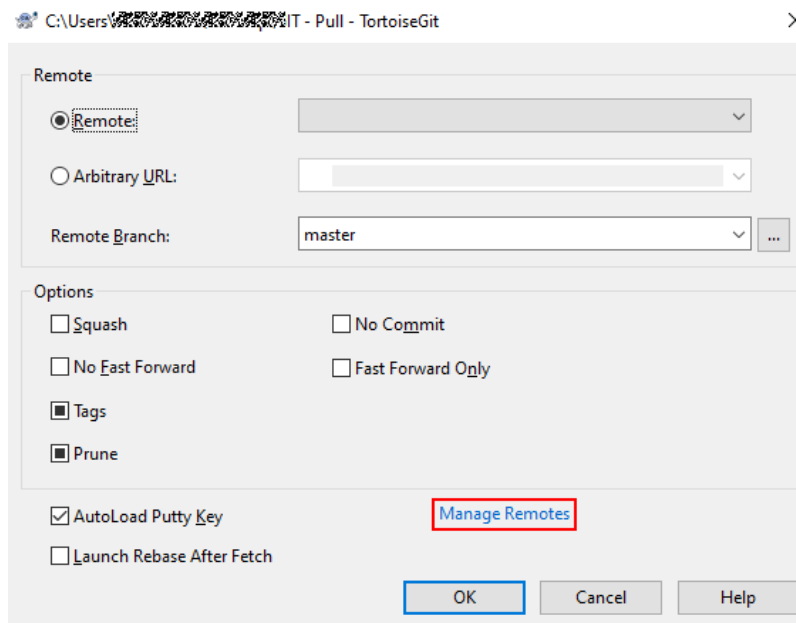 C:\Users\ IT - Pull - TortoiseGit
Remote
Remote:
Arbitrary URL:
Remote Branch: master ...
Options
Squash No Commit
No Fast Forward Fast Forward Only
Tags
Prune
AutoLoad Putty Key Manage Remotes
Launch Rebase After Fetch
OK Cancel Help